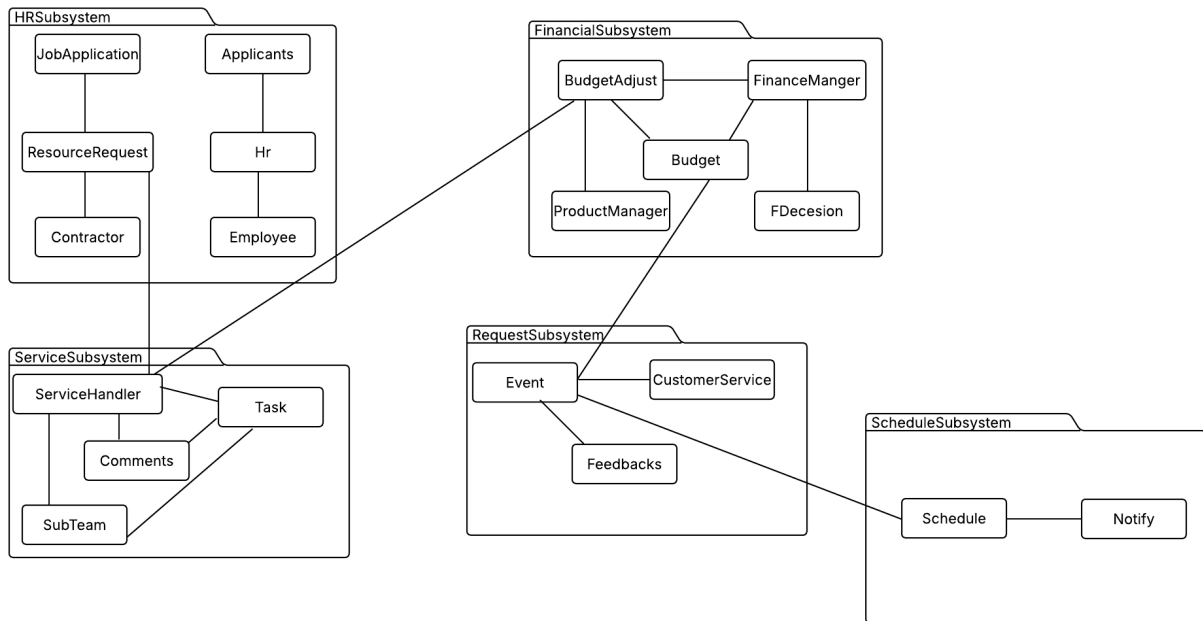 HRSubsystem
JobApplication
Applicants
ResourceRequest
Hr
Contractor
Employee
FinancialSubsystem
BudgetAdjust
FinanceManger
Budget
ProductManager
FDecesion
ServiceSubsystem
ServiceHandler
Task
Comments
SubTeam
RequestSubsystem
Event
CustomerService
Feedbacks
ScheduleSubsystem
Schedule
Notify